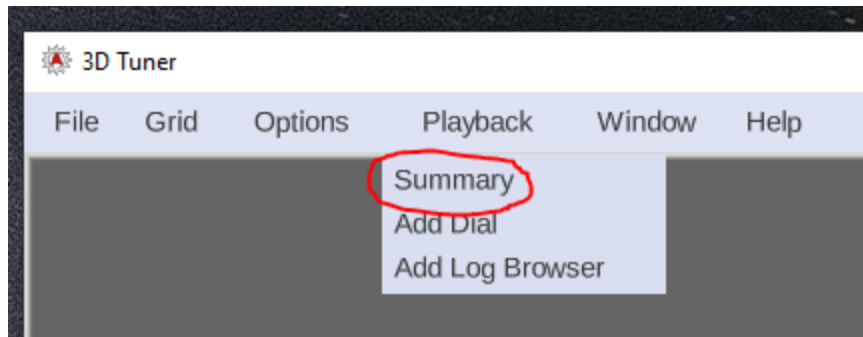 3D Tuner
File Grid Options Playback Window Help
Summary
Add Dial
Add Log Browser